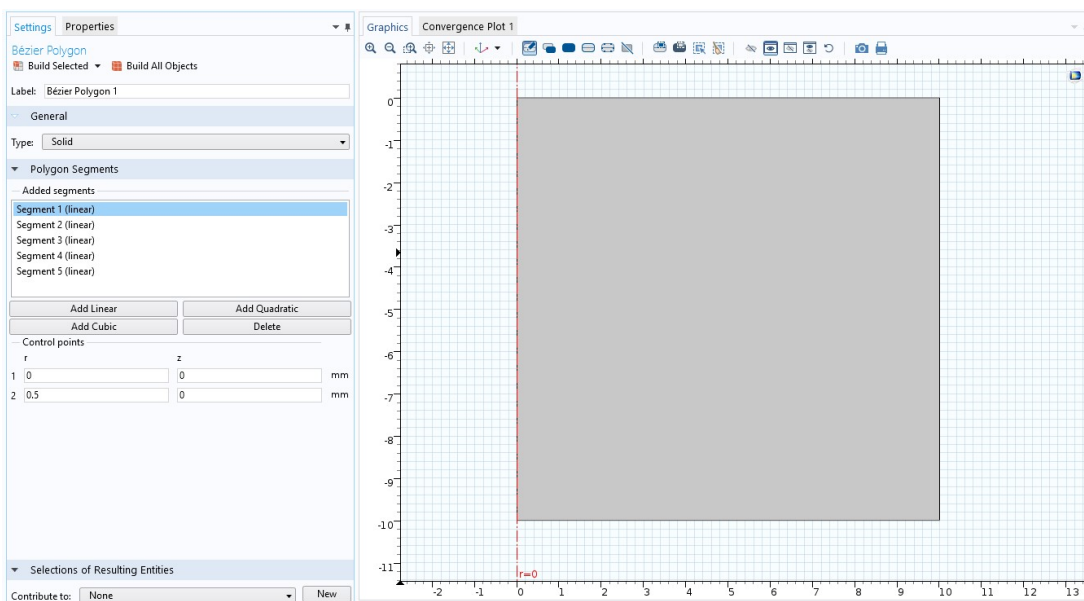 Settings Properties
Bézier Polygon
Build Selected Build All Objects
Label: Bézier Polygon 1
General
Type: Solid
Polygon Segments
Added segments
Segment 1 (linear)
Segment 2 (linear)
Segment 3 (linear)
Segment 4 (linear)
Segment 5 (linear)
Add Linear Add Quadratic
Add Cubic Delete
Control points
r z
1 0 0 mm
2 0.5 0 mm
Selections of Resulting Entities
Contribute to: None New
Graphics Convergence Plot 1
0
-1
-2
-3
-4
-5
-6
-7
-8
-9
-10
-11
r=0
-2 -1 0 1 2 3 4 5 6 7 8 9 10 11 12 13